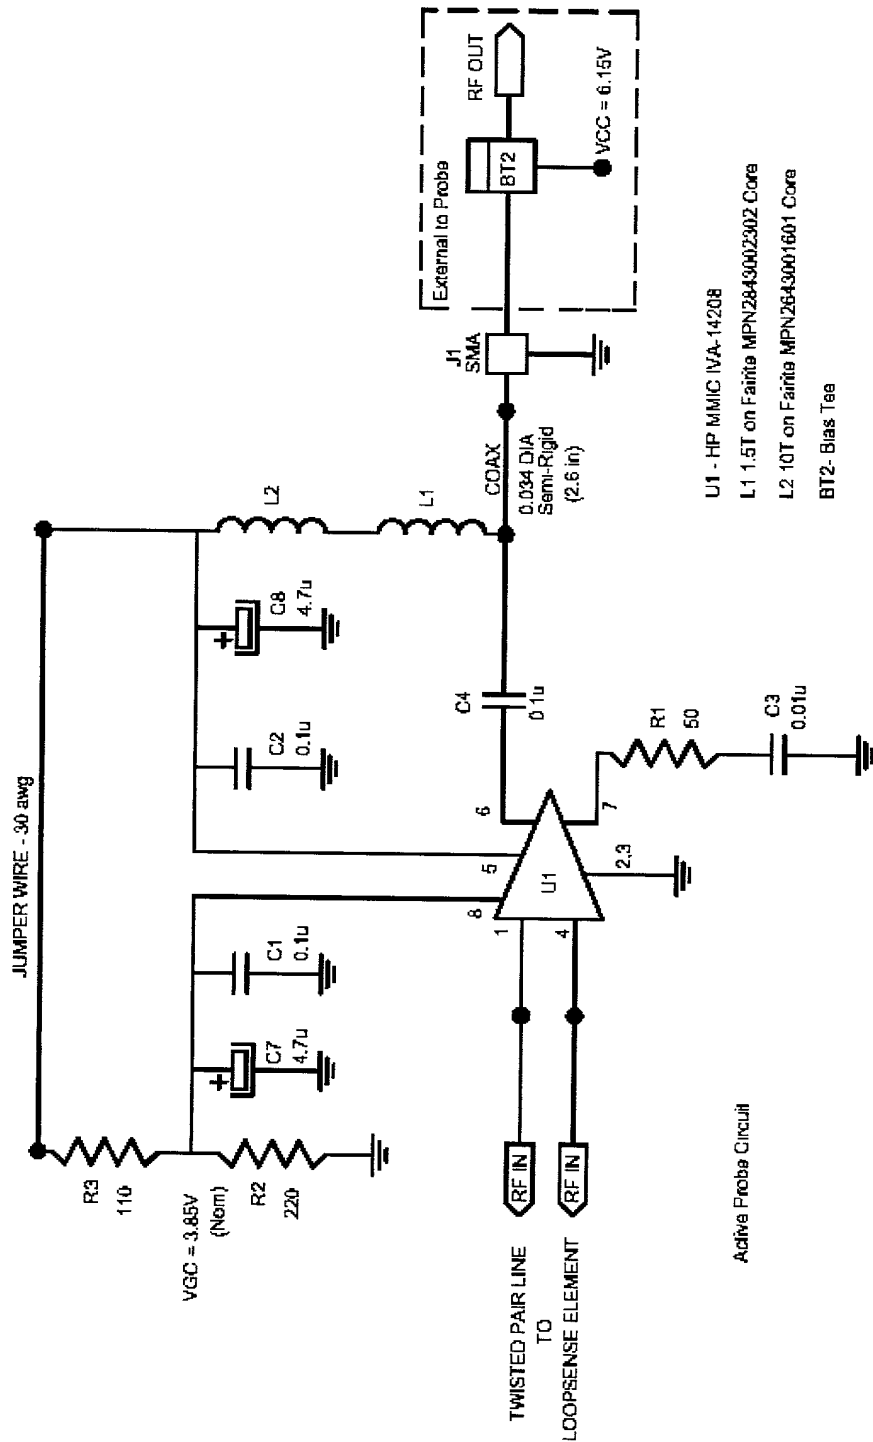 JUMPER WIRE - 30 awg
R3
110
VGC = 3.85V
(Nom)
R2
220
+
C7
4.7u
C1
0.1u
C2
0.1u
+
C8
4.7u
L2
L1
TWISTED PAIR LINE
TO
LOOPSENSE ELEMENT
RF IN
RF IN
1
4
8
5
6
7
2,3
U1
C4
0.1u
R1
50
C3
0.01u
COAX
0.034 DIA
Semi-Rigid
(2.6 in)
J1
SMA
External to Probe
BT2
RF OUT
VCC = 6.15V
U1 - HP MMIC IVA-14208
L1 1.5T on Fairite MPN2843002302 Core
L2 10T on Fairite MPN2643001601 Core
BT2- Bias Tee
Active Probe Circuit